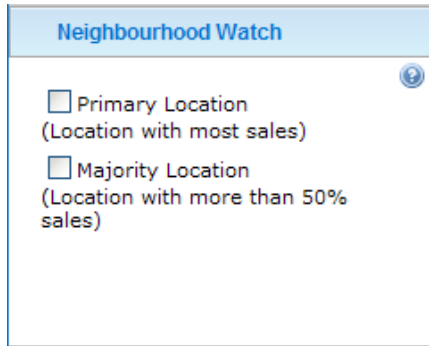 Neighbourhood Watch
?
Primary Location
(Location with most sales)
Majority Location
(Location with more than 50%
sales)